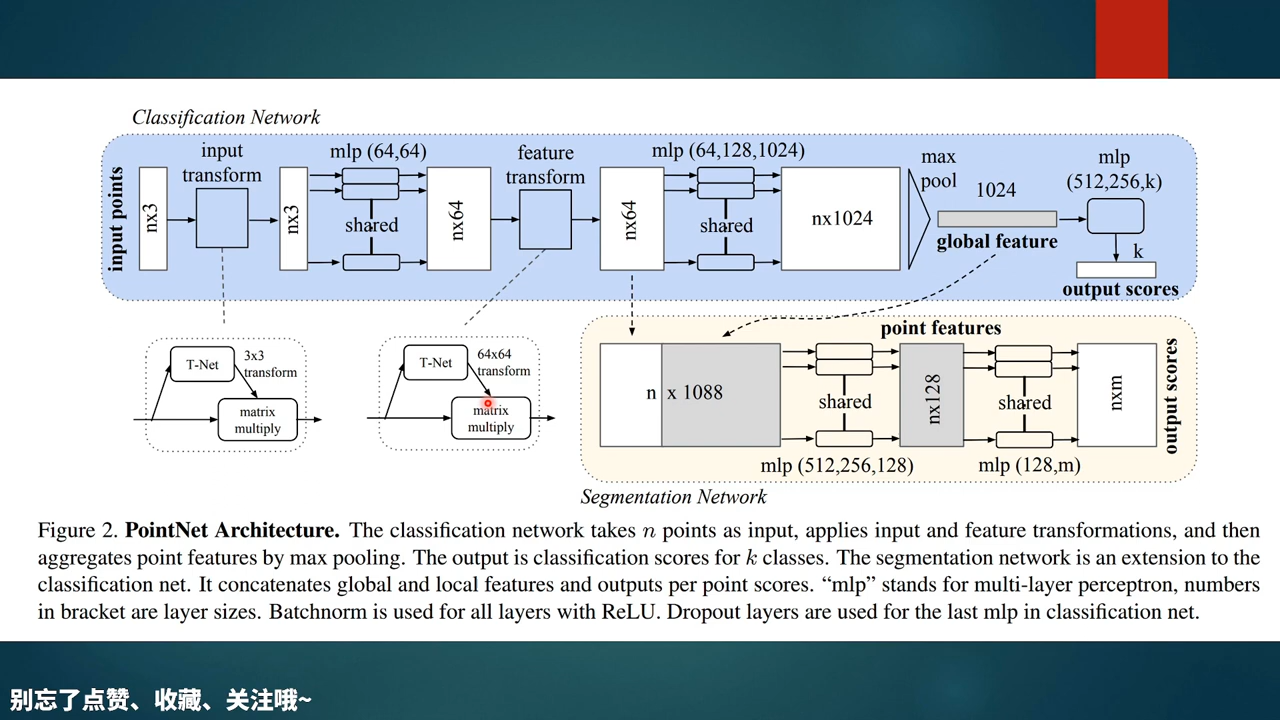 Classification Network
input points
nx3
input
transform
nx3
mlp (64,64)
shared
nx64
feature
transform
nx64
mlp (64,128,1024)
shared
nx1024
max
pool
1024
global feature
mlp
(512,256,k)
k
output scores
T-Net
3x3
transform
matrix
multiply
T-Net
64x64
transform
matrix
multiply
point features
n x 1088
shared
mlp (512,256,128)
nx128
shared
mlp (128,m)
nxm
output scores
Segmentation Network
Figure 2. PointNet Architecture. The classification network takes n points as input, applies input and feature transformations, and then
aggregates point features by max pooling. The output is classification scores for k classes. The segmentation network is an extension to the
classification net. It concatenates global and local features and outputs per point scores. “mlp” stands for multi-layer perceptron, numbers
in bracket are layer sizes. Batchnorm is used for all layers with ReLU. Dropout layers are used for the last mlp in classification net.
别忘了点赞、收藏、关注哦~